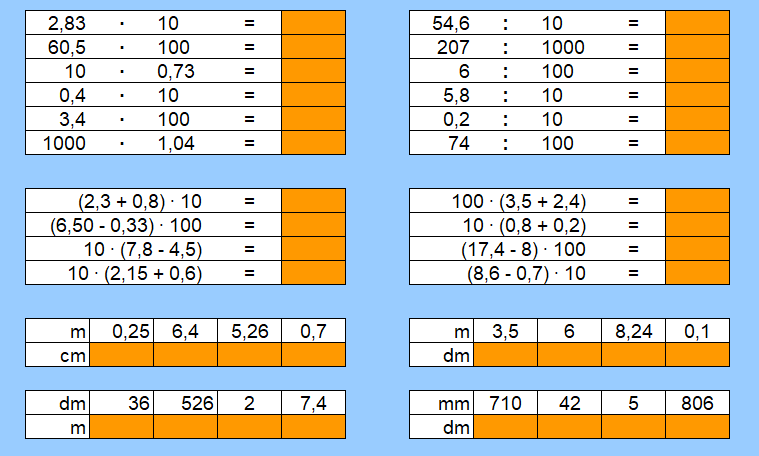 2,83 · 10 =
60,5 · 100 =
10 · 0,73 =
0,4 · 10 =
3,4 · 100 =
1000 · 1,04 =
54,6 : 10 =
207 : 1000 =
6 : 100 =
5,8 : 10 =
0,2 : 10 =
74 : 100 =
(2,3 + 0,8) · 10 =
(6,50 - 0,33) · 100 =
10 · (7,8 - 4,5) =
10 · (2,15 + 0,6) =
100 · (3,5 + 2,4) =
10 · (0,8 + 0,2) =
(17,4 - 8) · 100 =
(8,6 - 0,7) · 10 =
m 0,25 6,4 5,26 0,7
cm
m 3,5 6 8,24 0,1
dm
dm 36 526 2 7,4
m
mm 710 42 5 806
dm